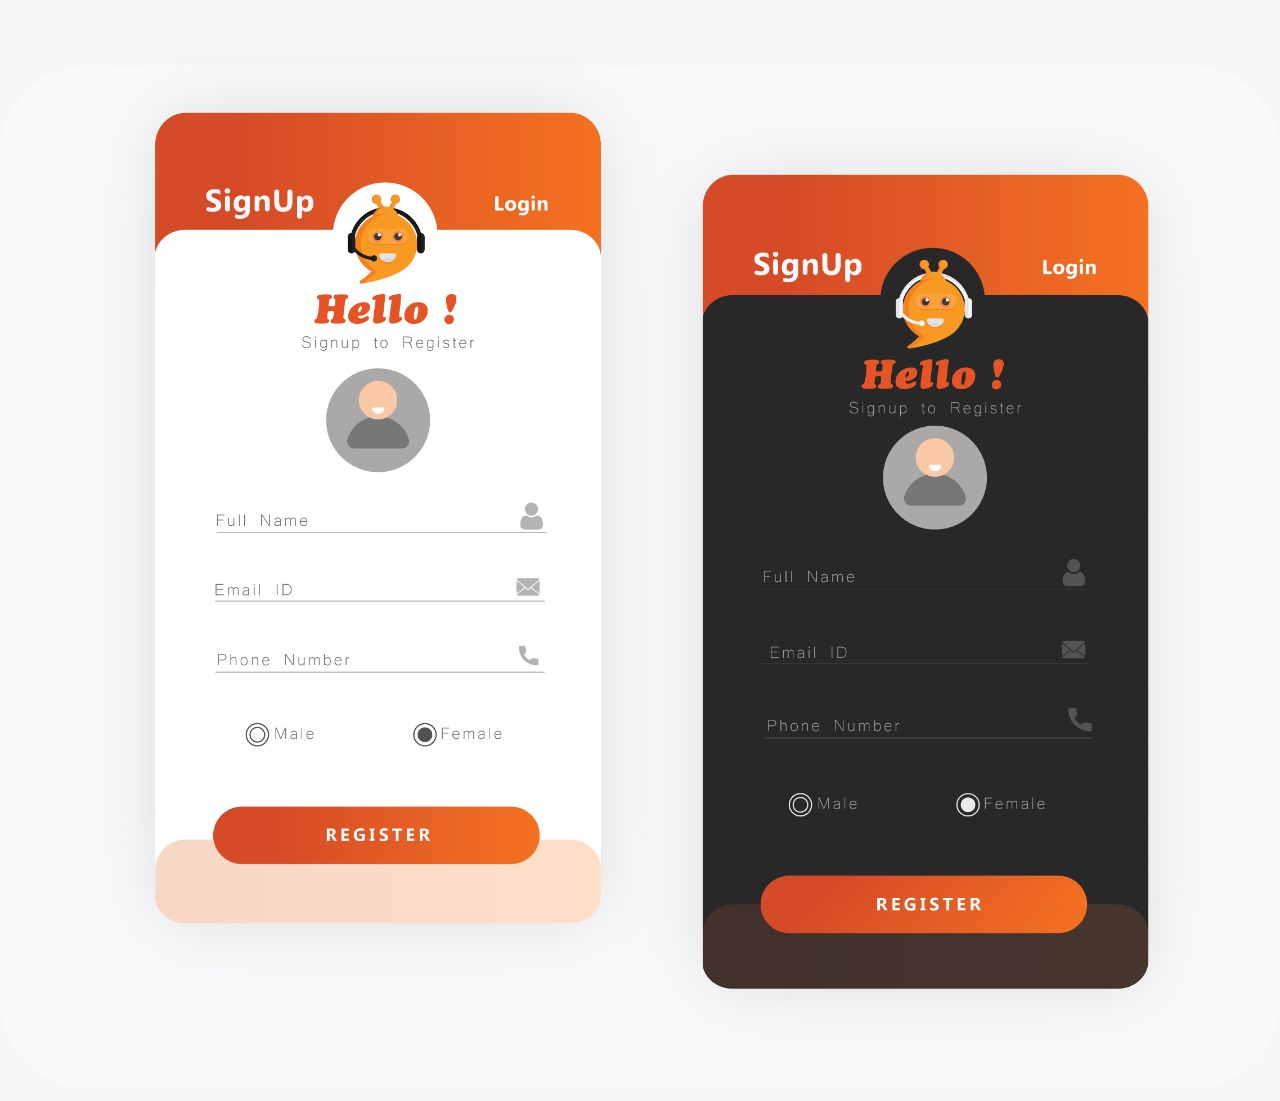 SignUp
Login
Hello !
Signup to Register
Full Name
Email ID
Phone Number
Male
Female
REGISTER
SignUp
Login
Hello !
Signup to Register
Full Name
Email ID
Phone Number
Male
Female
REGISTER